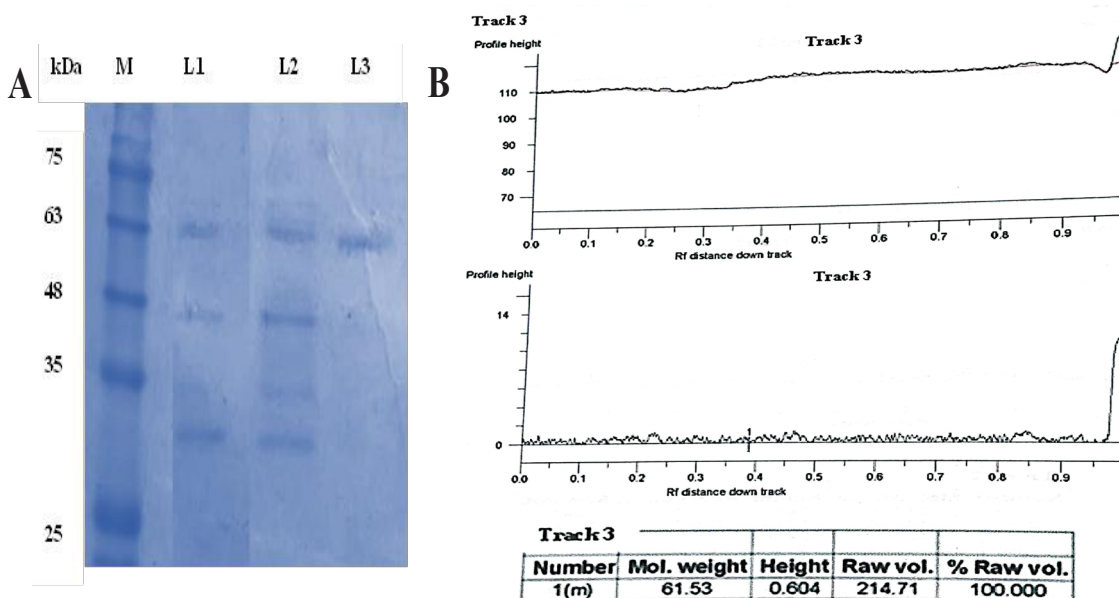 A
kDa M L1 L2 L3
75
63
48
35
25
B
Track 3
Profile height
Track 3
110
100
90
80
70
0.0 0.1 0.2 0.3 0.4 0.5 0.6 0.7 0.8 0.9
Rf distance down track
Profile height
Track 3
14
0
1
0.0 0.1 0.2 0.3 0.4 0.5 0.6 0.7 0.8 0.9
Rf distance down track
Track 3
Number Mol. weight Height Raw vol. % Raw vol.
1(m) 61.53 0.604 214.71 100.000